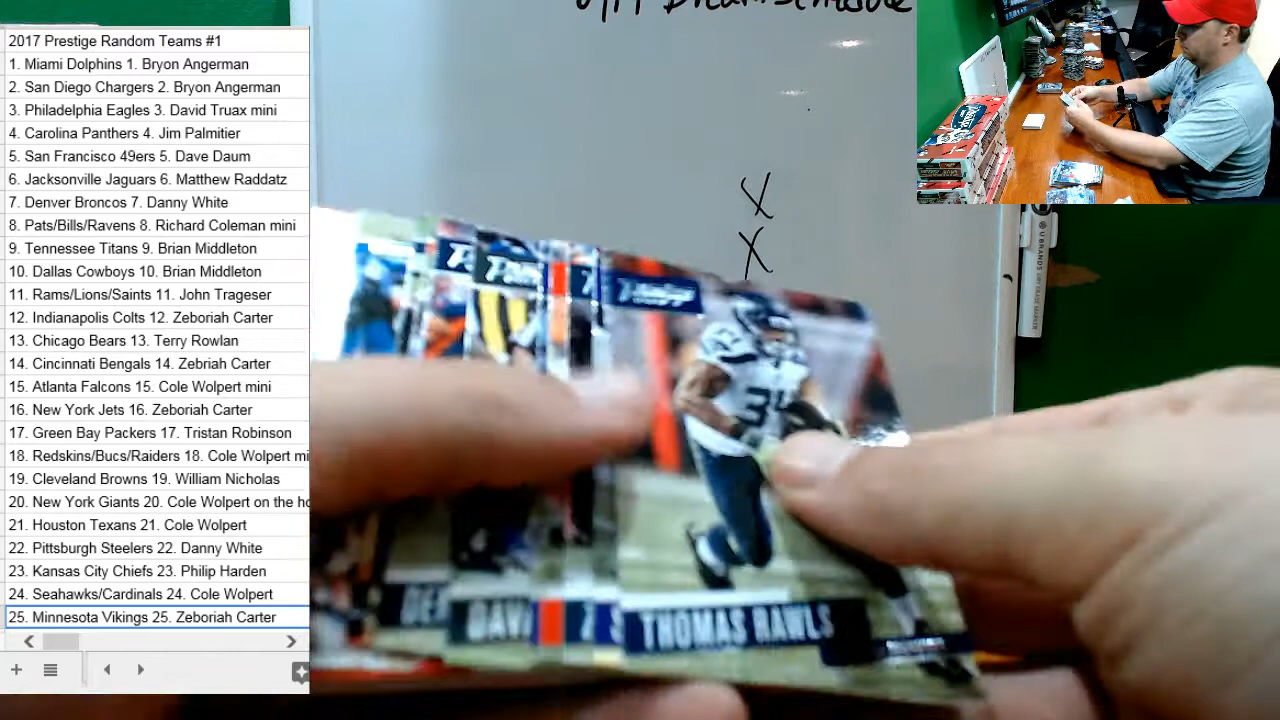 2017 Prestige Random Teams #1
1. Miami Dolphins 1. Bryon Angerman
2. San Diego Chargers 2. Bryon Angerman
3. Philadelphia Eagles 3. David Truax mini
4. Carolina Panthers 4. Jim Palmitier
5. San Francisco 49ers 5. Dave Daum
6. Jacksonville Jaguars 6. Matthew Raddatz
7. Denver Broncos 7. Danny White
8. Pats/Bills/Ravens 8. Richard Coleman mini
9. Tennessee Titans 9. Brian Middleton
10. Dallas Cowboys 10. Brian Middleton
11. Rams/Lions/Saints 11. John Trageser
12. Indianapolis Colts 12. Zeboriah Carter
13. Chicago Bears 13. Terry Rowlan
14. Cincinnati Bengals 14. Zebriah Carter
15. Atlanta Falcons 15. Cole Wolpert mini
16. New York Jets 16. Zeboriah Carter
17. Green Bay Packers 17. Tristan Robinson
18. Redskins/Bucs/Raiders 18. Cole Wolpert mi
19. Cleveland Browns 19. William Nicholas
20. New York Giants 20. Cole Wolpert on the ho
21. Houston Texans 21. Cole Wolpert
22. Pittsburgh Steelers 22. Danny White
23. Kansas City Chiefs 23. Philip Harden
24. Seahawks/Cardinals 24. Cole Wolpert
25. Minnesota Vikings 25. Zeboriah Carter
X
X
Prestige
34
DAVI
THOMAS RAWLS
U BRANDS